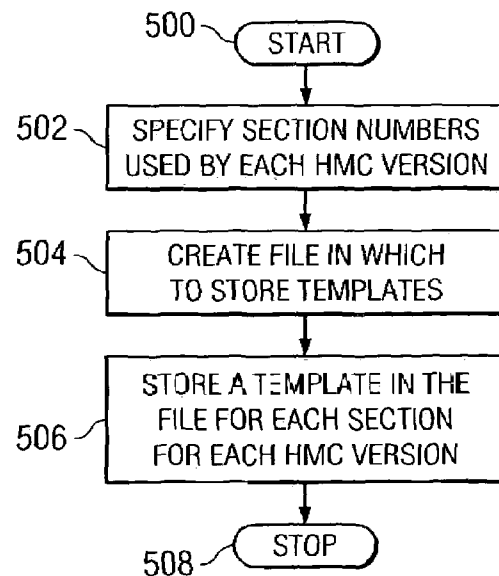 500
START
502
SPECIFY SECTION NUMBERS
USED BY EACH HMC VERSION
504
CREATE FILE IN WHICH
TO STORE TEMPLATES
506
STORE A TEMPLATE IN THE
FILE FOR EACH SECTION
FOR EACH HMC VERSION
508
STOP